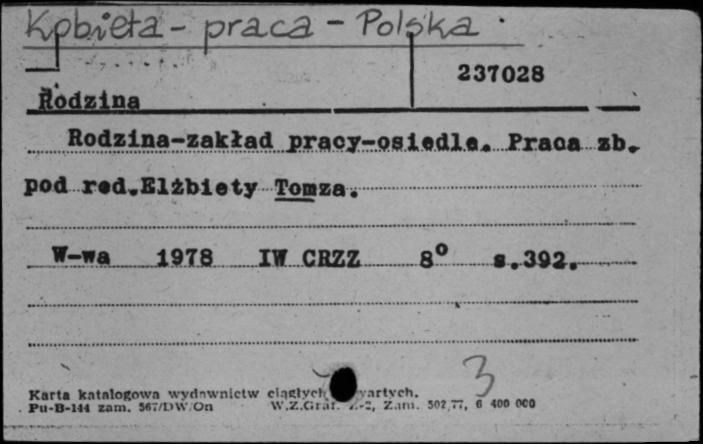 Kobieta - praca - Polska
237028
Rodzina
Rodzina-zakład pracy-osiedle. Praca zb.
pod red.Elżbiety Tomza.
W-wa 1978 IW CRZZ 8° s.392.
3
Karta katalogowa wydawnictw
Pu-B-144 zam. 567/DW/On W.Z.Graf. Zam. 502/77, 6 400 000